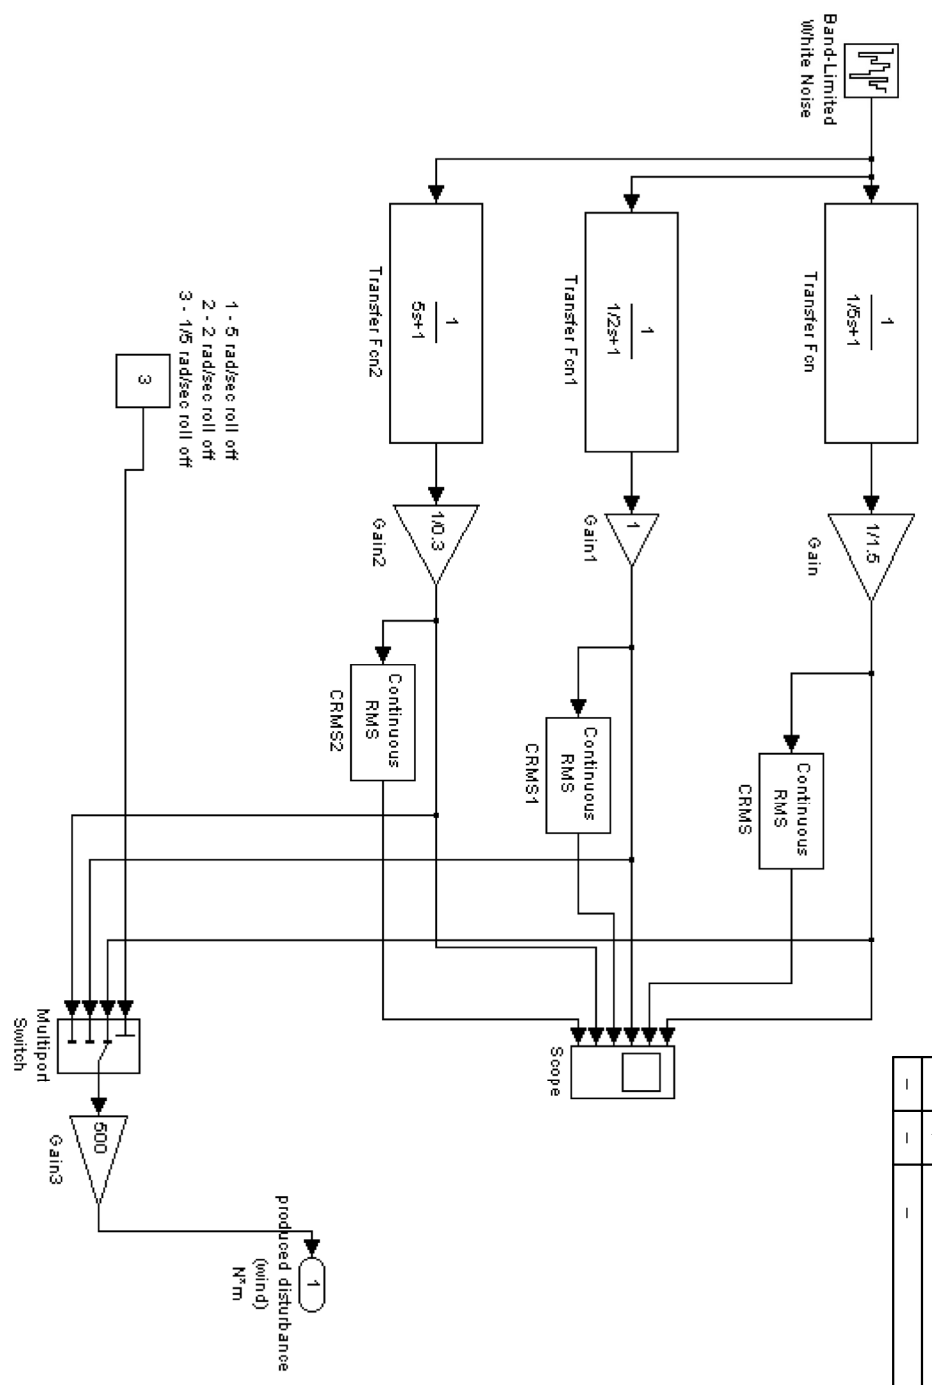 Band-Limited
White Noise
1
1/5s+1
Transfer Fcn
1/1.5
Gain
Continuous
RMS
CRMS
1
1/2s+1
Transfer Fcn1
1
Gain1
Continuous
RMS
CRMS1
Scope
1
5s+1
Transfer Fcn2
1/0.3
Gain2
Continuous
RMS
CRMS2
1 - 5 rad/sec roll off
2 - 2 rad/sec roll off
3 - 1/5 rad/sec roll off
3
Multiport
Switch
500
Gain3
1
produced disturbance
(wind)
N*m
-
-
-